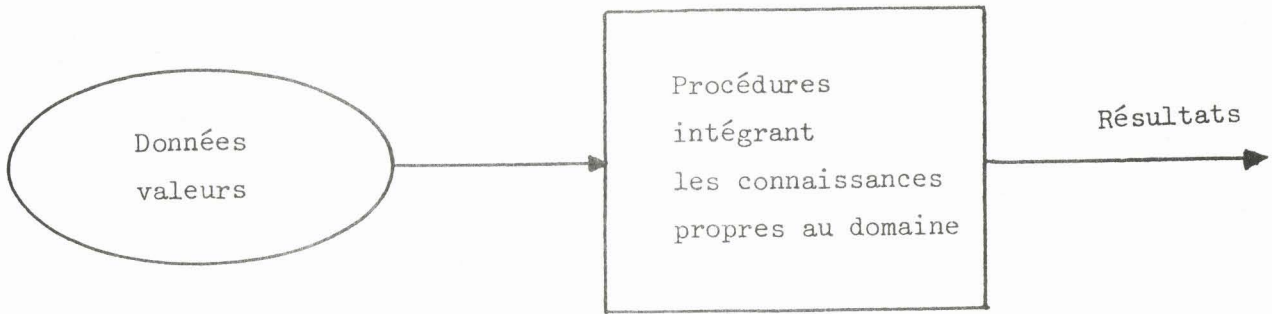 Données
valeurs
Procédures
intégrant
les connaissances
propres au domaine
Résultats